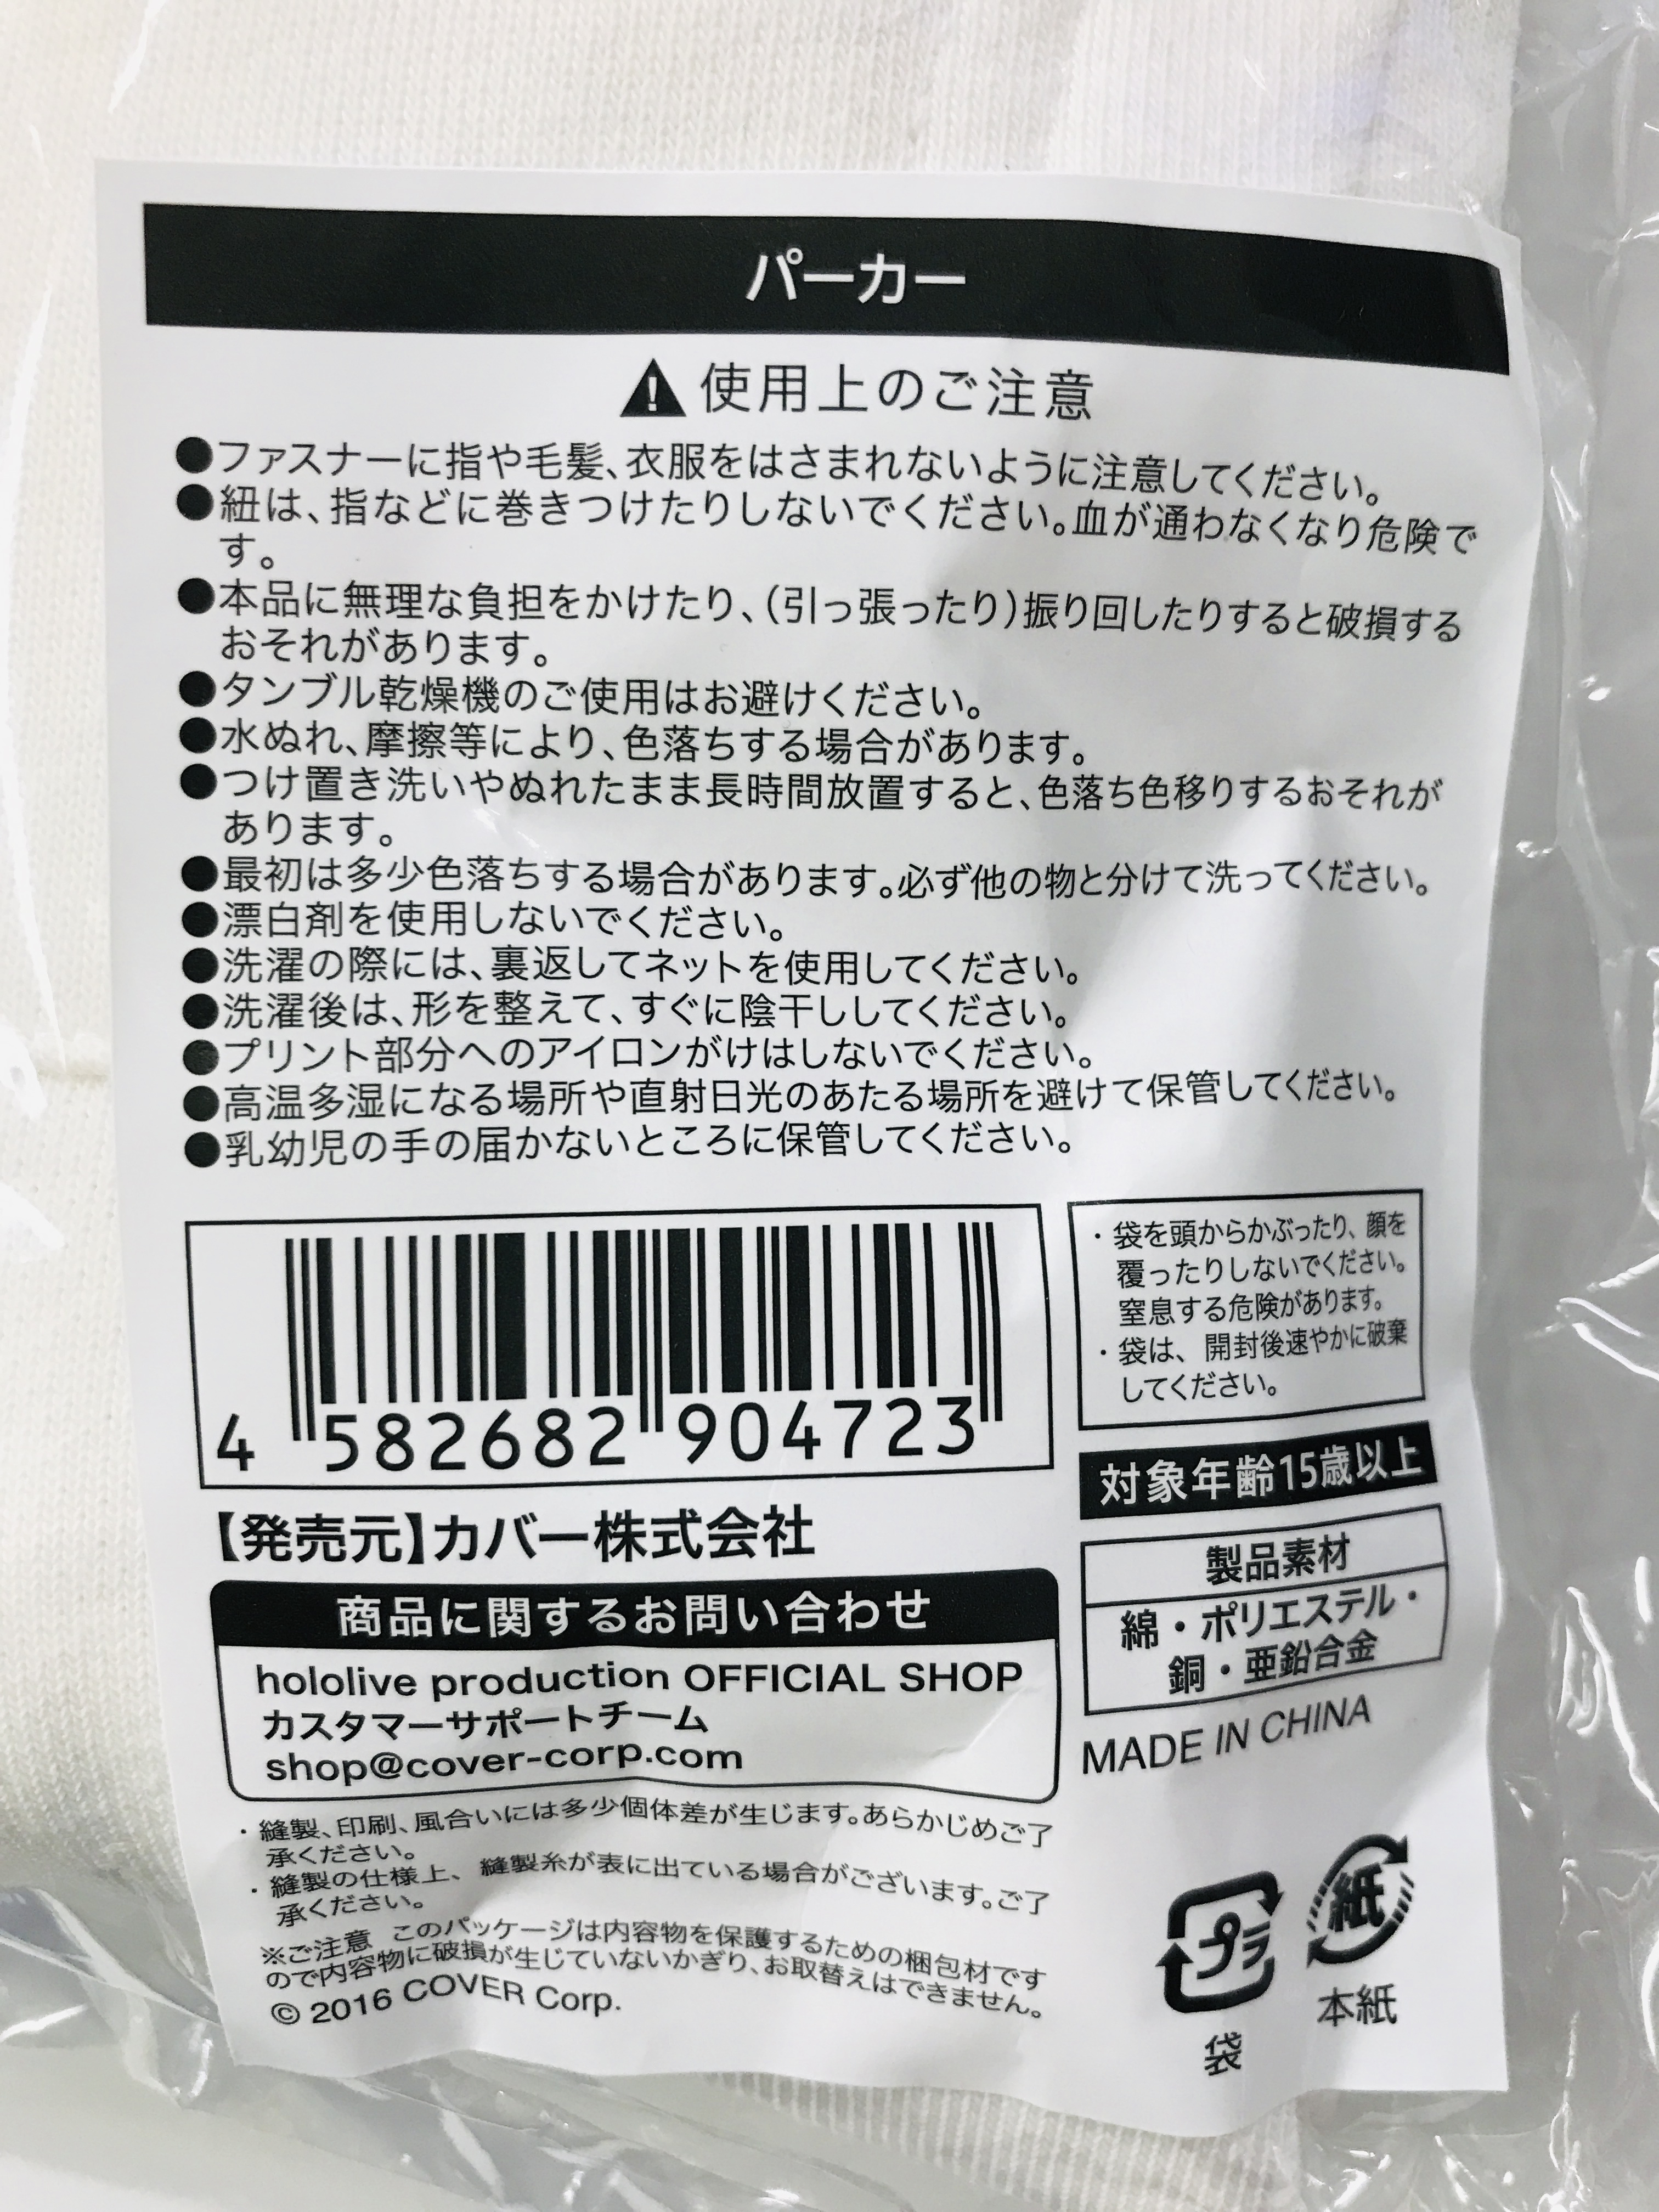 パーカー
使用上のご注意
●ファスナーに指や毛髪、衣服をはさまれないように注意してください。
●紐は、指などに巻きつけたりしないでください。血が通わなくなり危険で
す。
●本品に無理な負担をかけたり、(引っ張ったり)振り回したりすると破損する
おそれがあります。
●タンブル乾燥機のご使用はお避けください。
●水ぬれ、摩擦等により、色落ちする場合があります。
●つけ置き洗いやぬれたまま長時間放置すると、色落ち色移りするおそれが
あります。
●最初は多少色落ちする場合があります。必ず他の物と分けて洗ってください。
●漂白剤を使用しないでください。
●洗濯の際には、裏返してネットを使用してください。
●洗濯後は、形を整えて、すぐに陰干ししてください。
●プリント部分へのアイロンがけはしないでください。
●高温多湿になる場所や直射日光のあたる場所を避けて保管してください。
●乳幼児の手の届かないところに保管してください。
4 582682 904723
【発売元】カバー株式会社
商品に関するお問い合わせ
hololive production OFFICIAL SHOP
カスタマーサポートチーム
shop@cover-corp.com
・縫製、印刷、風合いには多少個体差が生じます。あらかじめご了
承ください。
・縫製の仕様上、縫製糸が表に出ている場合がございます。ご了
承ください。
※ご注意 このパッケージは内容物を保護するための梱包材です
ので内容物に破損が生じていないかぎり、お取替えはできません。
© 2016 COVER Corp.
・袋を頭からかぶったり、顔を
覆ったりしないでください。
窒息する危険があります。
・袋は、開封後速やかに破棄
してください。
対象年齢15歳以上
製品素材
綿・ポリエステル・
銅・亜鉛合金
MADE IN CHINA
プラ
袋
紙
本紙